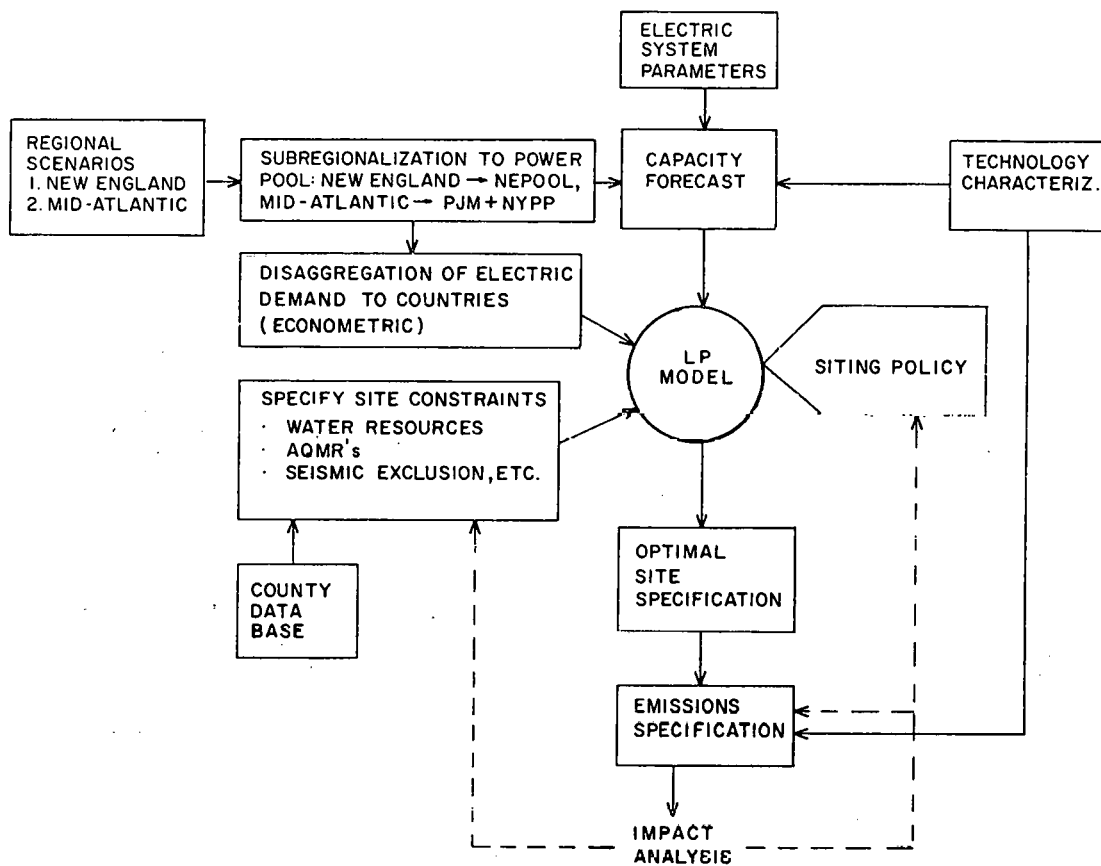 ELECTRIC
SYSTEM
PARAMETERS
REGIONAL
SCENARIOS
1. NEW ENGLAND
2. MID-ATLANTIC
SUBREGIONALIZATION TO POWER
POOL: NEW ENGLAND → NEPOOL,
MID-ATLANTIC → PJM + NYPP
CAPACITY
FORECAST
TECHNOLOGY
CHARACTERIZ.
DISAGGREGATION OF ELECTRIC
DEMAND TO COUNTRIES
(ECONOMETRIC)
LP
MODEL
SITING POLICY
SPECIFY SITE CONSTRAINTS
· WATER RESOURCES
· AQMR's
· SEISMIC EXCLUSION, ETC.
COUNTY
DATA
BASE
OPTIMAL
SITE
SPECIFICATION
EMISSIONS
SPECIFICATION
IMPACT
ANALYSIS